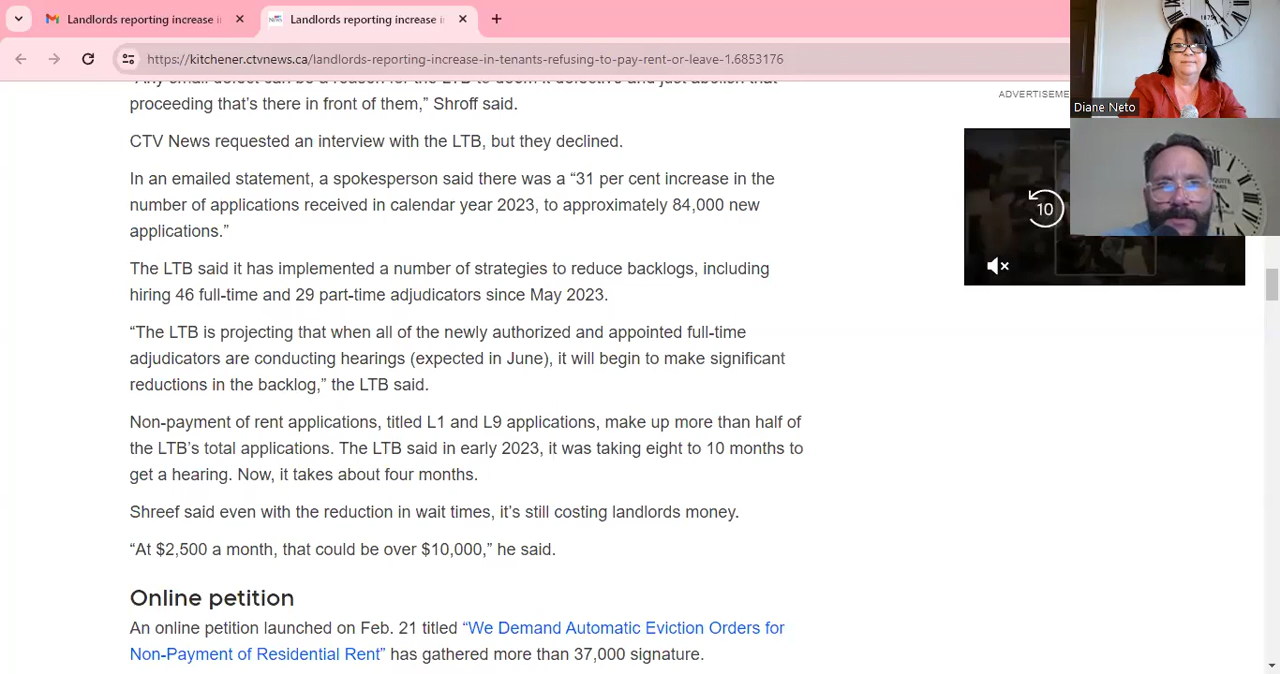 Landlords reporting increase i
Landlords reporting increase i
https://kitchener.ctvnews.ca/landlords-reporting-increase-in-tenants-refusing-to-pay-rent-or-leave-1.6853176
Diane Neto
ADVERTISEME
proceeding that's there in front of them,” Shroff said.
CTV News requested an interview with the LTB, but they declined.
In an emailed statement, a spokesperson said there was a “31 per cent increase in the
number of applications received in calendar year 2023, to approximately 84,000 new
applications.”
10
The LTB said it has implemented a number of strategies to reduce backlogs, including
hiring 46 full-time and 29 part-time adjudicators since May 2023.
“The LTB is projecting that when all of the newly authorized and appointed full-time
adjudicators are conducting hearings (expected in June), it will begin to make significant
reductions in the backlog,” the LTB said.
Non-payment of rent applications, titled L1 and L9 applications, make up more than half of
the LTB's total applications. The LTB said in early 2023, it was taking eight to 10 months to
get a hearing. Now, it takes about four months.
Shreef said even with the reduction in wait times, it's still costing landlords money.
“At $2,500 a month, that could be over $10,000,” he said.
Online petition
An online petition launched on Feb. 21 titled “We Demand Automatic Eviction Orders for
Non-Payment of Residential Rent” has gathered more than 37,000 signature.